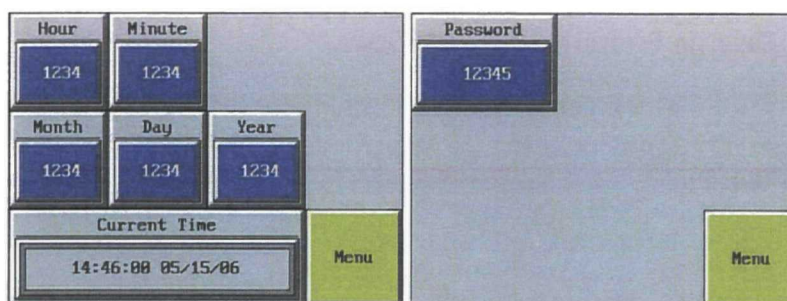 Hour Minute
1234 1234
Month Day Year
1234 1234 1234
Current Time
14:46:00 05/15/06
Menu
Password
12345
Menu